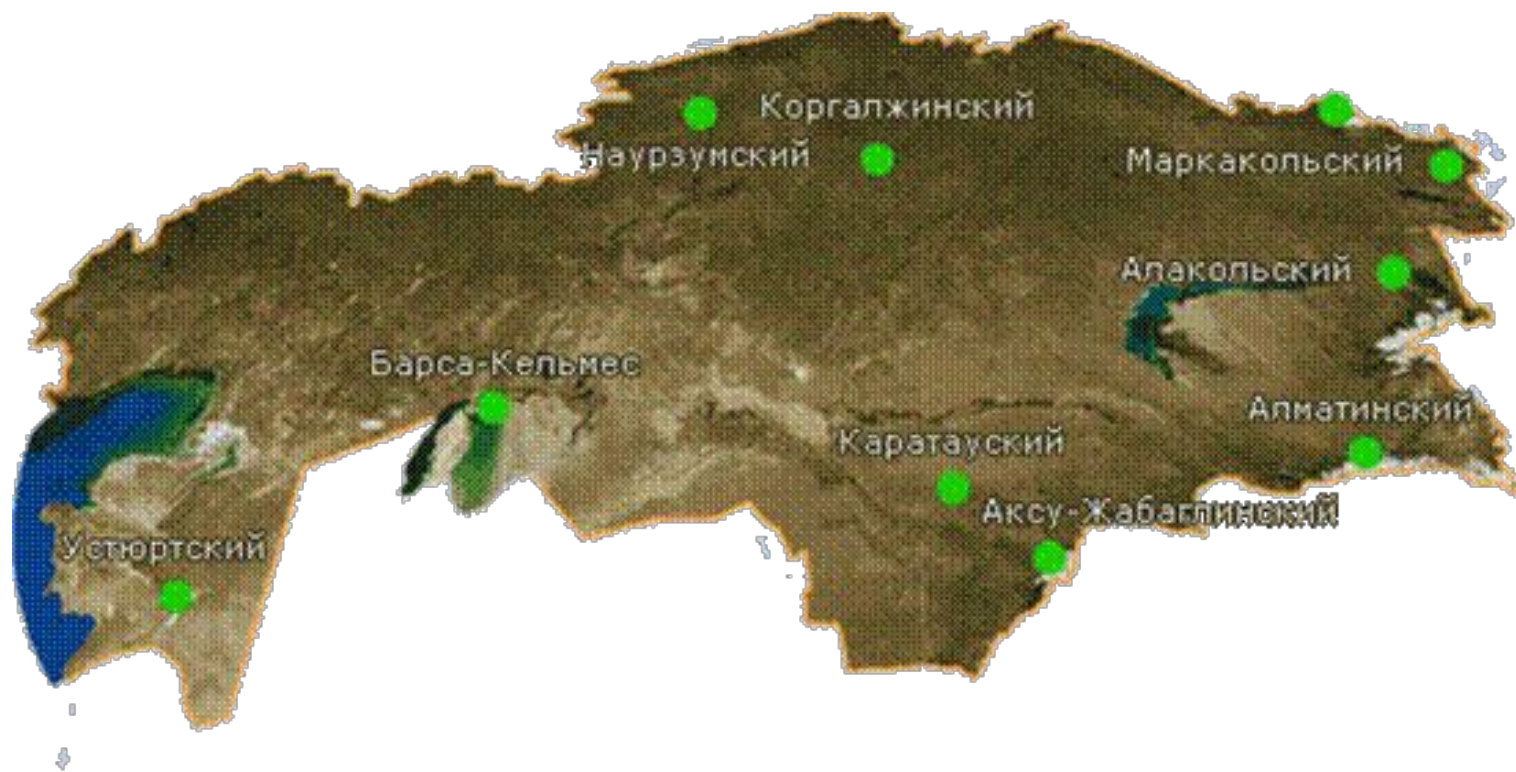 Коргалжинский
Наурзумский
Маркакольский
Алакольский
Барса-Кельмес
Алматинский
Каратауский
Аксу-Жабаглинский
Устюртский